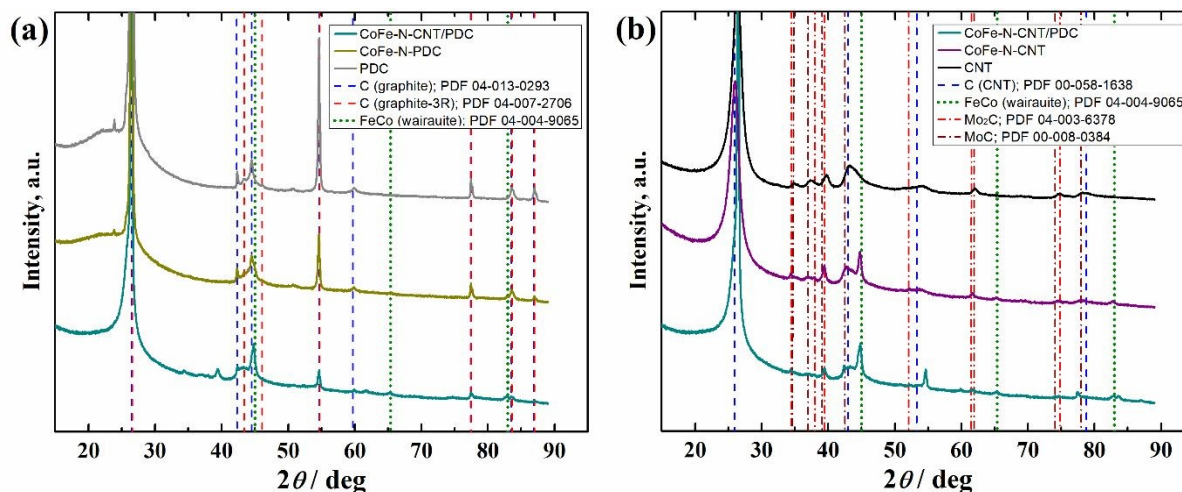 (a)
CoFe-N-CNT/PDC
CoFe-N-PDC
PDC
C (graphite); PDF 04-013-0293
C (graphite-3R); PDF 04-007-2706
FeCo (wairauite); PDF 04-004-9065
Intensity, a.u.
20 30 40 50 60 70 80 90
2θ / deg
(b)
CoFe-N-CNT/PDC
CoFe-N-CNT
CNT
C (CNT); PDF 00-058-1638
FeCo (wairauite); PDF 04-004-9065
Mo₂C; PDF 04-003-6378
MoC; PDF 00-008-0384
Intensity, a.u.
20 30 40 50 60 70 80 90
2θ / deg